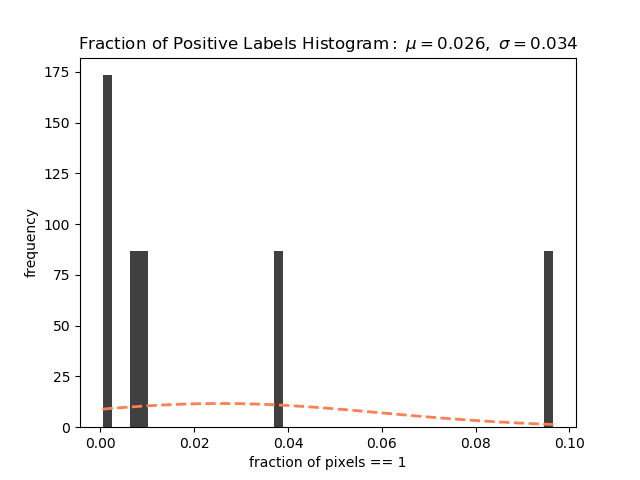 Fraction of Positive Labels Histogram : μ = 0.026, σ = 0.034
175
150
125
100
75
50
25
0
frequency
0.00 0.02 0.04 0.06 0.08 0.10
fraction of pixels == 1